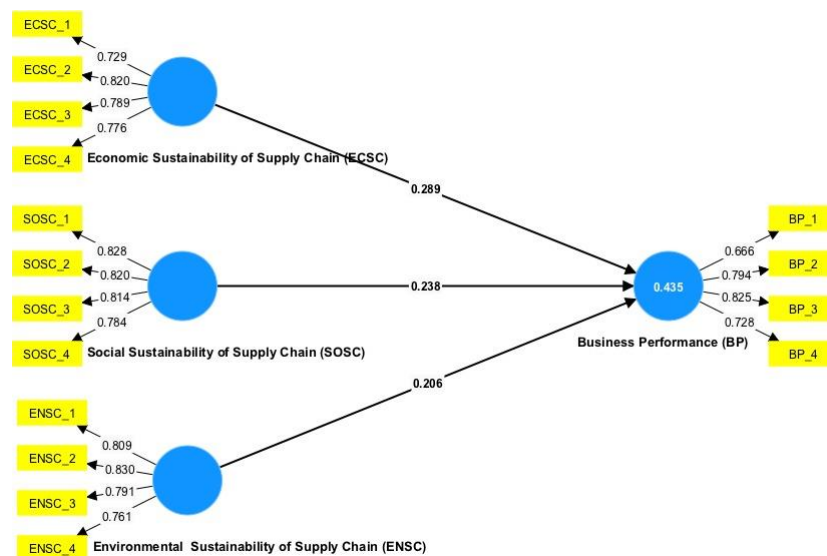 ECSC_1
0.729
ECSC_2
0.820
ECSC_3
0.789
0.776
ECSC_4
Economic Sustainability of Supply Chain (ECSC)
0.289
SOSC_1
0.828
SOSC_2
0.820
SOSC_3
0.814
0.784
SOSC_4
Social Sustainability of Supply Chain (SOSC)
0.238
ENSC_1
0.809
ENSC_2
0.830
ENSC_3
0.791
0.761
ENSC_4
Environmental Sustainability of Supply Chain (ENSC)
0.206
0.435
Business Performance (BP)
BP_1
0.666
BP_2
0.794
BP_3
0.825
0.728
BP_4